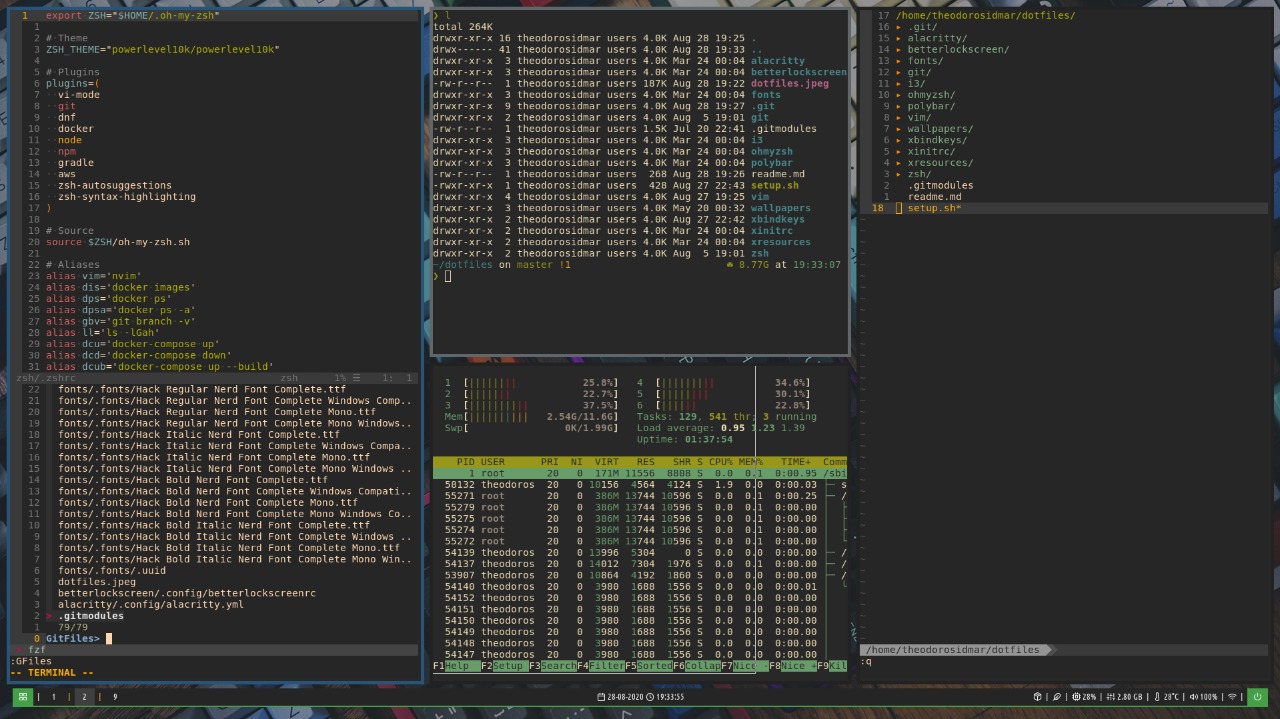 1 export ZSH="$HOME/.oh-my-zsh"
1
2 # Theme
3 ZSH_THEME="powerlevel10k/powerlevel10k"
4
5 # Plugins
6 plugins=(
7 vi-mode
8 git
9 dnf
10 docker
11 node
12 npm
13 gradle
14 aws
15 zsh-autosuggestions
16 zsh-syntax-highlighting
17 )
18
19 # Source
20 source $ZSH/oh-my-zsh.sh
21
22 # Aliases
23 alias vim='nvim'
24 alias dis='docker images'
25 alias dps='docker ps'
26 alias dpsa='docker ps -a'
27 alias gbv='git branch -v'
28 alias ll='ls -lGah'
29 alias dcu='docker-compose up'
30 alias dcd='docker-compose down'
31 alias dcub='docker-compose up --build'
zsh/.zshrc zsh 1% ☰ 1: 1
22 fonts/.fonts/Hack Regular Nerd Font Complete.ttf
21 fonts/.fonts/Hack Regular Nerd Font Complete Windows Comp..
20 fonts/.fonts/Hack Regular Nerd Font Complete Mono.ttf
19 fonts/.fonts/Hack Regular Nerd Font Complete Mono Windows..
18 fonts/.fonts/Hack Italic Nerd Font Complete.ttf
17 fonts/.fonts/Hack Italic Nerd Font Complete Windows Compa..
16 fonts/.fonts/Hack Italic Nerd Font Complete Mono.ttf
15 fonts/.fonts/Hack Italic Nerd Font Complete Mono Windows ..
14 fonts/.fonts/Hack Bold Nerd Font Complete.ttf
13 fonts/.fonts/Hack Bold Nerd Font Complete Windows Compati..
12 fonts/.fonts/Hack Bold Nerd Font Complete Mono.ttf
11 fonts/.fonts/Hack Bold Nerd Font Complete Mono Windows Co..
10 fonts/.fonts/Hack Bold Italic Nerd Font Complete.ttf
9 fonts/.fonts/Hack Bold Italic Nerd Font Complete Windows ..
8 fonts/.fonts/Hack Bold Italic Nerd Font Complete Mono.ttf
7 fonts/.fonts/Hack Bold Italic Nerd Font Complete Mono Win..
6 fonts/.fonts/.uuid
5 dotfiles.jpeg
4 betterlockscreen/.config/betterlockscreenrc
3 alacritty/.config/alacritty.yml
2 > .gitmodules
1 79/79
0 GitFiles>
fzf
:GFiles
-- TERMINAL --
❯ l
total 264K
drwxr-xr-x 16 theodorosidmar users 4.0K Aug 28 19:25 .
drwx------ 41 theodorosidmar users 4.0K Aug 28 19:33 ..
drwxr-xr-x 3 theodorosidmar users 4.0K Mar 24 00:04 alacritty
drwxr-xr-x 3 theodorosidmar users 4.0K Mar 24 00:04 betterlockscreen
-rw-r--r-- 1 theodorosidmar users 187K Aug 28 19:22 dotfiles.jpeg
drwxr-xr-x 3 theodorosidmar users 4.0K Mar 24 00:04 fonts
drwxr-xr-x 9 theodorosidmar users 4.0K Aug 28 19:27 .git
drwxr-xr-x 2 theodorosidmar users 4.0K Aug 5 19:01 git
-rw-r--r-- 1 theodorosidmar users 1.5K Jul 20 22:41 .gitmodules
drwxr-xr-x 3 theodorosidmar users 4.0K Mar 24 00:04 i3
drwxr-xr-x 3 theodorosidmar users 4.0K Mar 24 00:04 ohmyzsh
drwxr-xr-x 3 theodorosidmar users 4.0K Mar 24 00:04 polybar
-rw-r--r-- 1 theodorosidmar users 268 Aug 8 19:26 readme.md
-rwxr-xr-x 1 theodorosidmar users 428 Aug 27 22:43 setup.sh
drwxr-xr-x 4 theodorosidmar users 4.0K Aug 27 19:25 vim
drwxr-xr-x 3 theodorosidmar users 4.0K May 20 00:32 wallpapers
drwxr-xr-x 2 theodorosidmar users 4.0K Aug 27 22:42 xbindkeys
drwxr-xr-x 2 theodorosidmar users 4.0K Mar 24 00:04 xinitrc
drwxr-xr-x 2 theodorosidmar users 4.0K Mar 24 00:04 xresources
drwxr-xr-x 2 theodorosidmar users 4.0K Aug 5 19:01 zsh
~/dotfiles on master !1 8.77G at 19:33:07
❯
1 [||||||||| 25.8%] 4 [|||||||||| 34.6%]
2 [|||||||| 22.7%] 5 [||||||||| 30.1%]
3 [||||||||||| 37.5%] 6 [||||||| 22.8%]
Mem[||||||||||| 2.54G/11.6G] Tasks: 129, 541 thr; 3 running
Swp[ 0K/1.99G] Load average: 0.95 1.23 1.39
Uptime: 01:37:54
PID USER PRI NI VIRT RES SHR S CPU% MEM% TIME+ Comm
1 root 20 0 171M 11556 8808 S 0.0 0.1 0:00.95 /sbi
58132 theodoros 20 0 10156 4564 4124 S 1.9 0.0 0:00.03 ├─ s
55271 root 20 0 386M 13744 10596 S 0.0 0.1 0:00.25 ├─ /
55279 root 20 0 386M 13744 10596 S 0.0 0.1 0:00.00
55275 root 20 0 386M 13744 10596 S 0.0 0.1 0:00.00
55274 root 20 0 386M 13744 10596 S 0.0 0.1 0:00.00
55272 root 20 0 386M 13744 10596 S 0.0 0.1 0:00.00
54139 theodoros 20 0 13996 5304 0 S 0.0 0.0 0:00.00 ├─ /
54137 theodoros 20 0 14012 7304 1976 S 0.0 0.1 0:00.00 ├─ /
53907 theodoros 20 0 10864 4192 1860 S 0.0 0.0 0:00.00 ├─ /
54140 theodoros 20 0 3980 1688 1556 S 0.0 0.0 0:00.01
54152 theodoros 20 0 3980 1688 1556 S 0.0 0.0 0:00.00
54151 theodoros 20 0 3980 1688 1556 S 0.0 0.0 0:00.00
54150 theodoros 20 0 3980 1688 1556 S 0.0 0.0 0:00.00
54149 theodoros 20 0 3980 1688 1556 S 0.0 0.0 0:00.00
54148 theodoros 20 0 3980 1688 1556 S 0.0 0.0 0:00.00
54147 theodoros 20 0 3980 1688 1556 S 0.0 0.0 0:00.00
F1Help F2Setup F3SearchF4FilterF5SortedF6CollapF7Nice -F8Nice +F9Kil
17 /home/theodorosidmar/dotfiles/
16 ▸ .git/
15 ▸ alacritty/
14 ▸ betterlockscreen/
13 ▸ fonts/
12 ▸ git/
11 ▸ i3/
10 ▸ ohmyzsh/
9 ▸ polybar/
8 ▸ vim/
7 ▸ wallpapers/
6 ▸ xbindkeys/
5 ▸ xinitrc/
4 ▸ xresources/
3 ▸ zsh/
2 .gitmodules
1 readme.md
18 setup.sh*
/home/theodorosidmar/dotfiles
:q
1 | 2 | 9
28-08-2020 19:33:55
| | 28% | 2.80 GB | 28°C | 100% | |